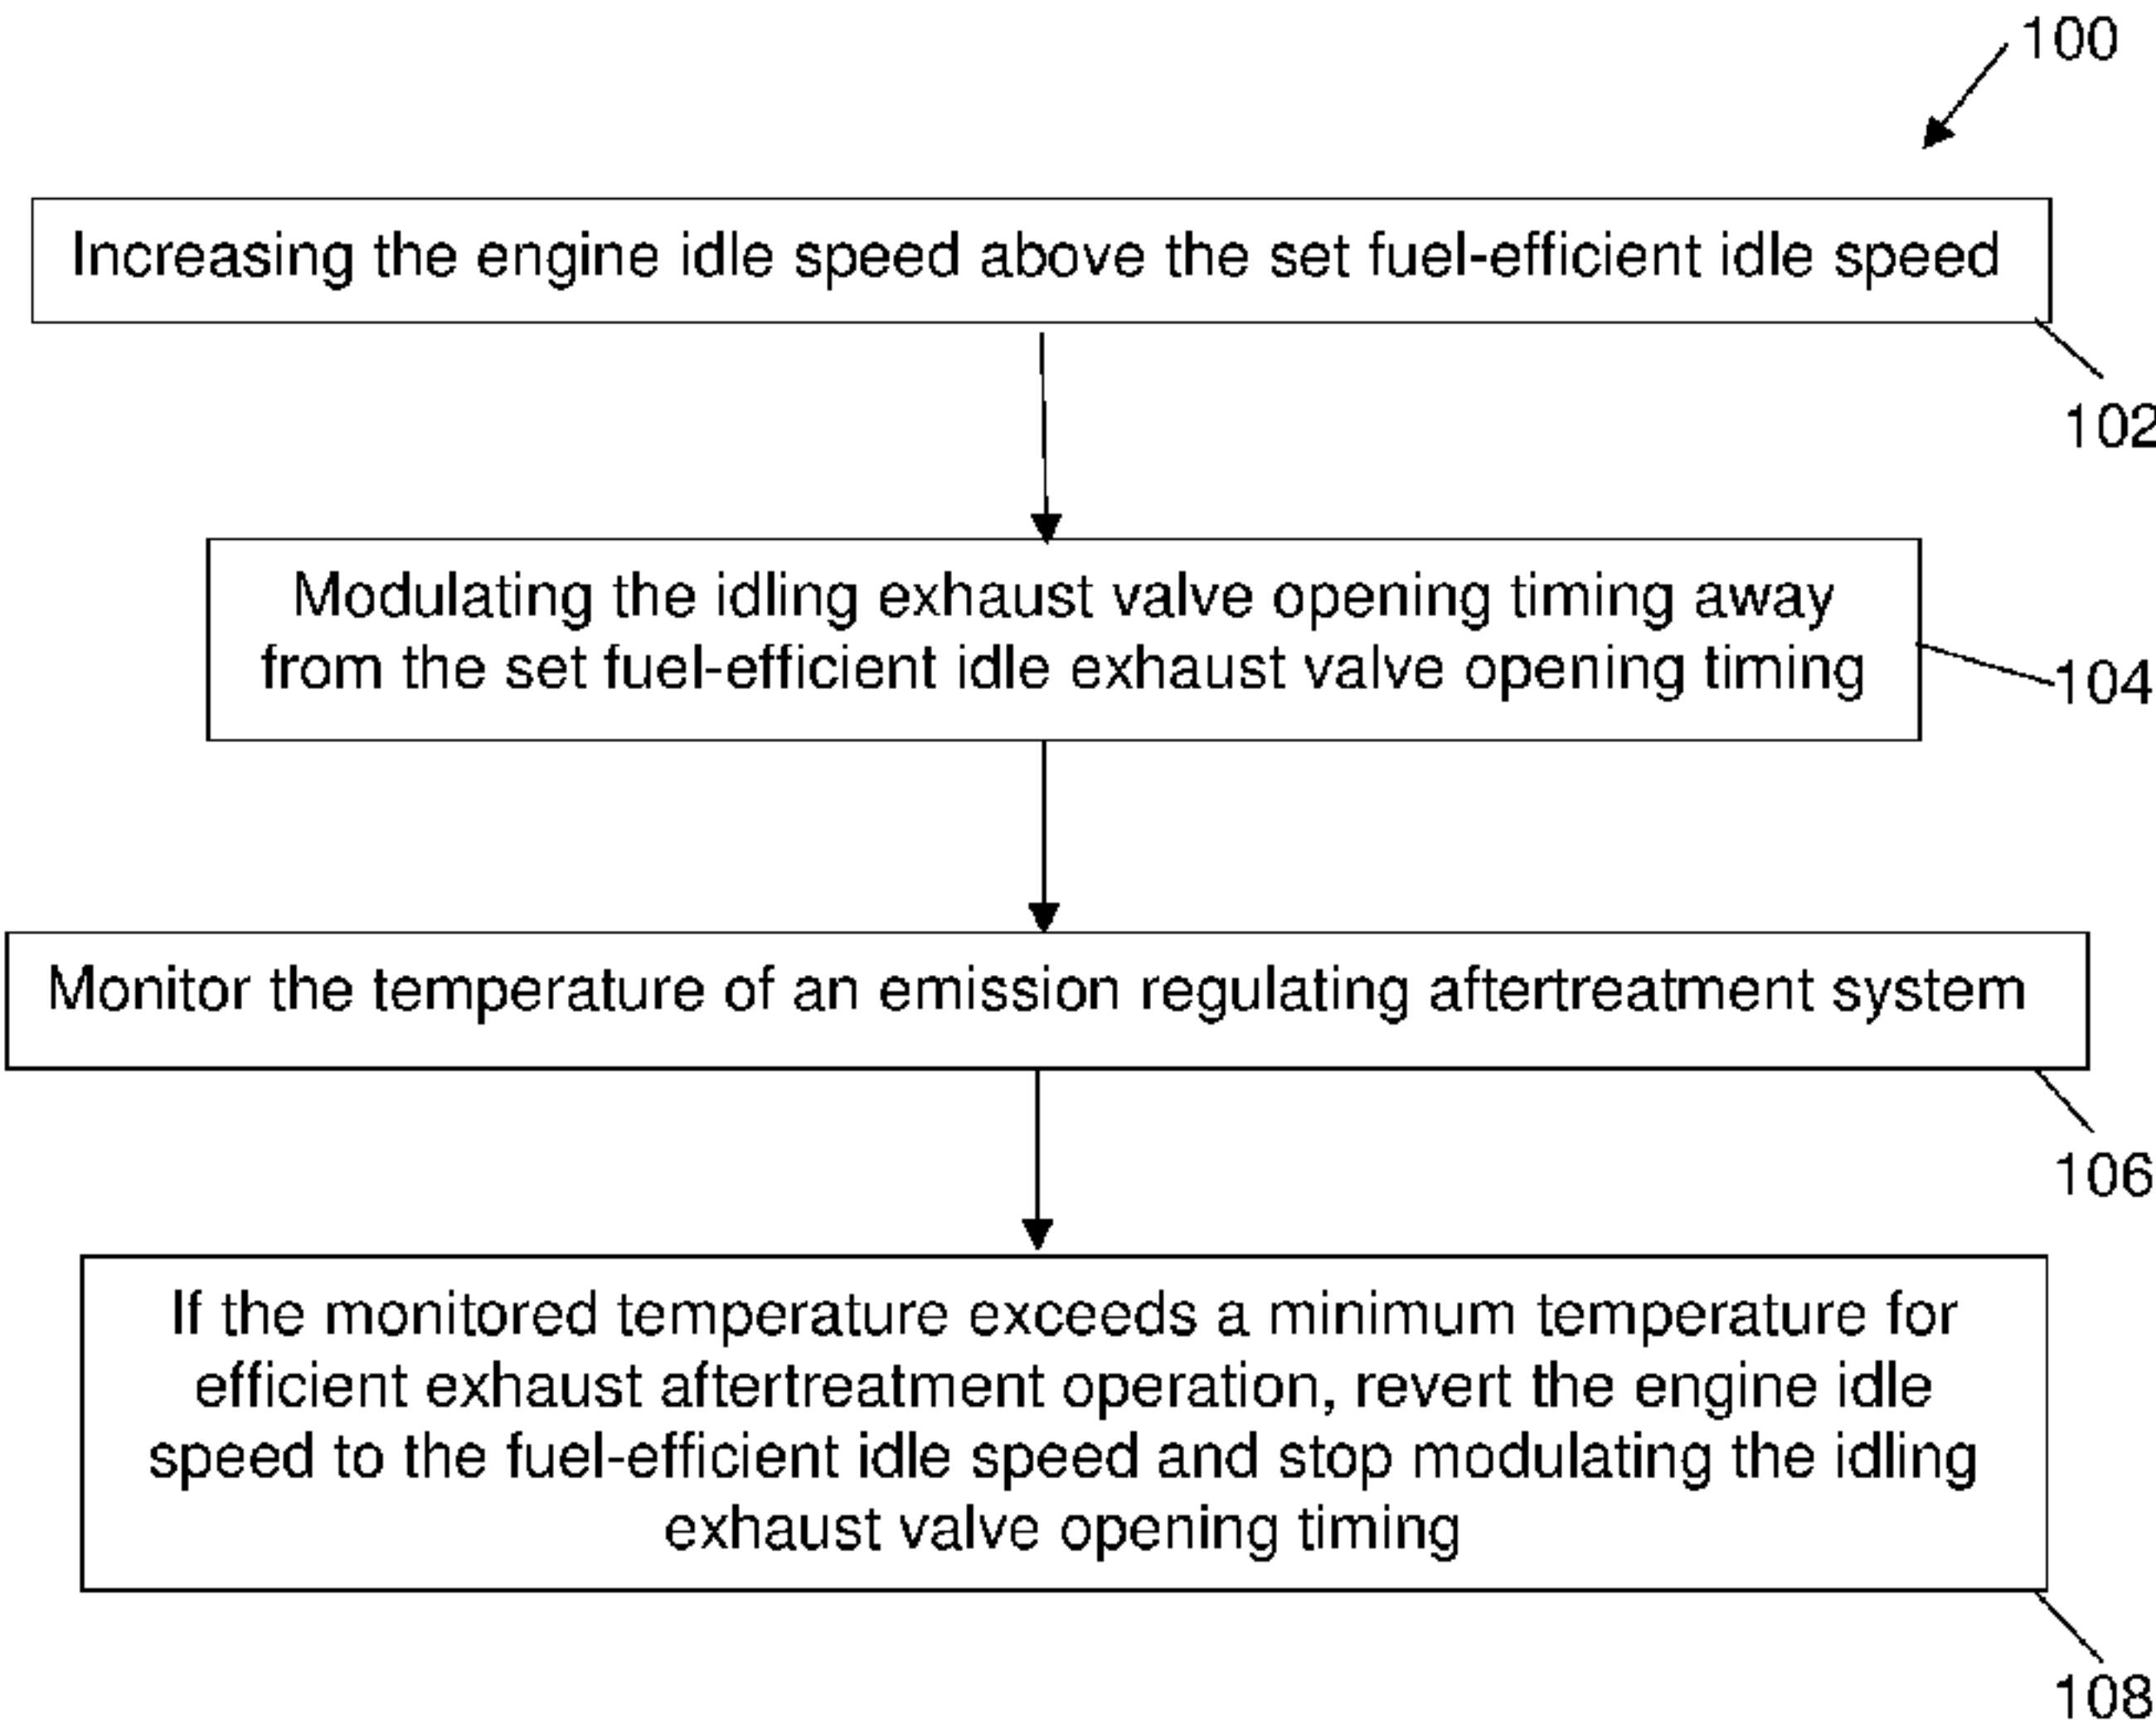 100
Increasing the engine idle speed above the set fuel-efficient idle speed
102
Modulating the idling exhaust valve opening timing away
from the set fuel-efficient idle exhaust valve opening timing
104
Monitor the temperature of an emission regulating aftertreatment system
106
If the monitored temperature exceeds a minimum temperature for
efficient exhaust aftertreatment operation, revert the engine idle
speed to the fuel-efficient idle speed and stop modulating the idling
exhaust valve opening timing
108